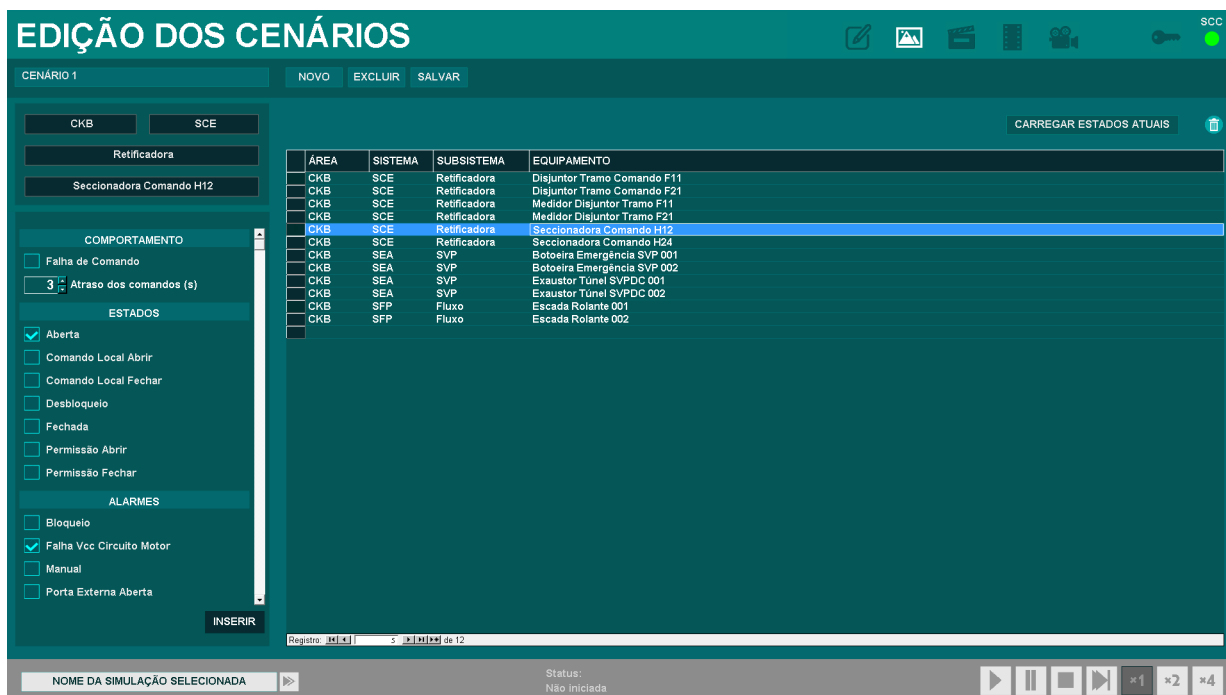 EDIÇÃO DOS CENÁRIOS
SCC
CENÁRIO 1
NOVO EXCLUIR SALVAR
CKB SCE
Retificadora
Seccionadora Comando H12
COMPORTAMENTO
Falha de Comando
3 Atraso dos comandos (s)
ESTADOS
Aberta
Comando Local Abrir
Comando Local Fechar
Desbloqueio
Fechada
Permissão Abrir
Permissão Fechar
ALARMES
Bloqueio
Falha Vcc Circuito Motor
Manual
Porta Externa Aberta
INSERIR
CARREGAR ESTADOS ATUAIS
ÁREA SISTEMA SUBSISTEMA EQUIPAMENTO
CKB SCE Retificadora Disjuntor Tramo Comando F11
CKB SCE Retificadora Disjuntor Tramo Comando F21
CKB SCE Retificadora Medidor Disjuntor Tramo F11
CKB SCE Retificadora Medidor Disjuntor Tramo F21
CKB SCE Retificadora Seccionadora Comando H12
CKB SCE Retificadora Seccionadora Comando H24
CKB SEA SVP Botoeira Emergência SVP 001
CKB SEA SVP Botoeira Emergência SVP 002
CKB SEA SVP Exaustor Túnel SVPDC 001
CKB SEA SVP Exaustor Túnel SVPDC 002
CKB SFP Fluxo Escada Rolante 001
CKB SFP Fluxo Escada Rolante 002
Registro: 5 de 12
NOME DA SIMULAÇÃO SELECIONADA
Status:
Não iniciada
×1 ×2 ×4